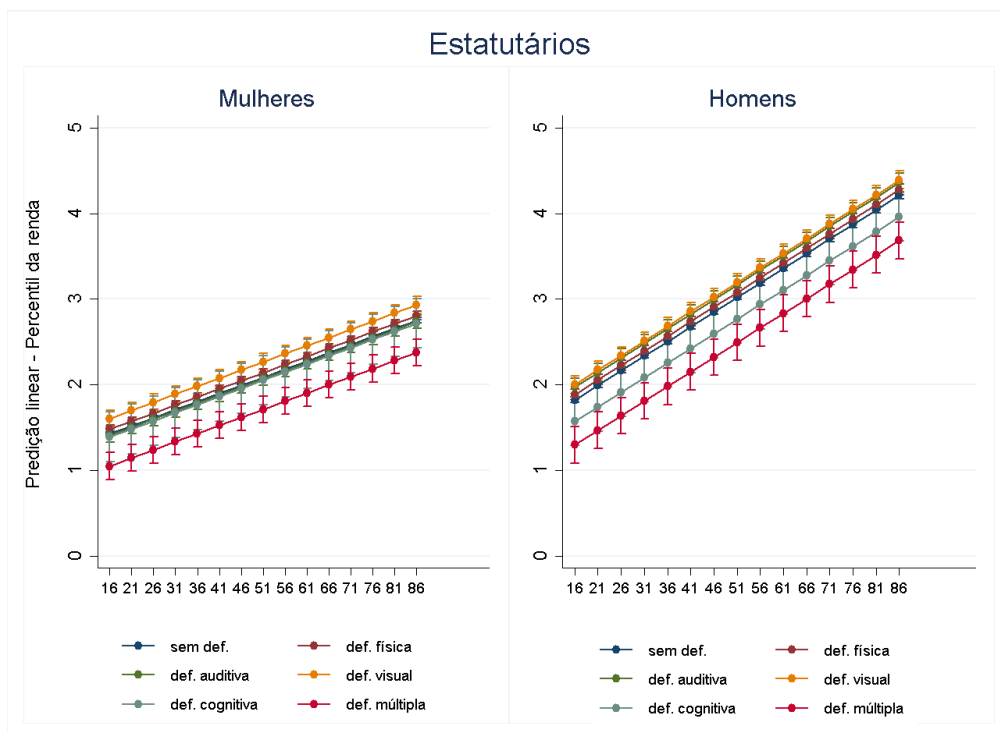 Estatutários
Mulheres
Homens
Predição linear - Percentil da renda
5
4
3
2
1
0
16 21 26 31 36 41 46 51 56 61 66 71 76 81 86
5
4
3
2
1
0
16 21 26 31 36 41 46 51 56 61 66 71 76 81 86
sem def. def. física
def. auditiva def. visual
def. cognitiva def. múltipla
sem def. def. física
def. auditiva def. visual
def. cognitiva def. múltipla